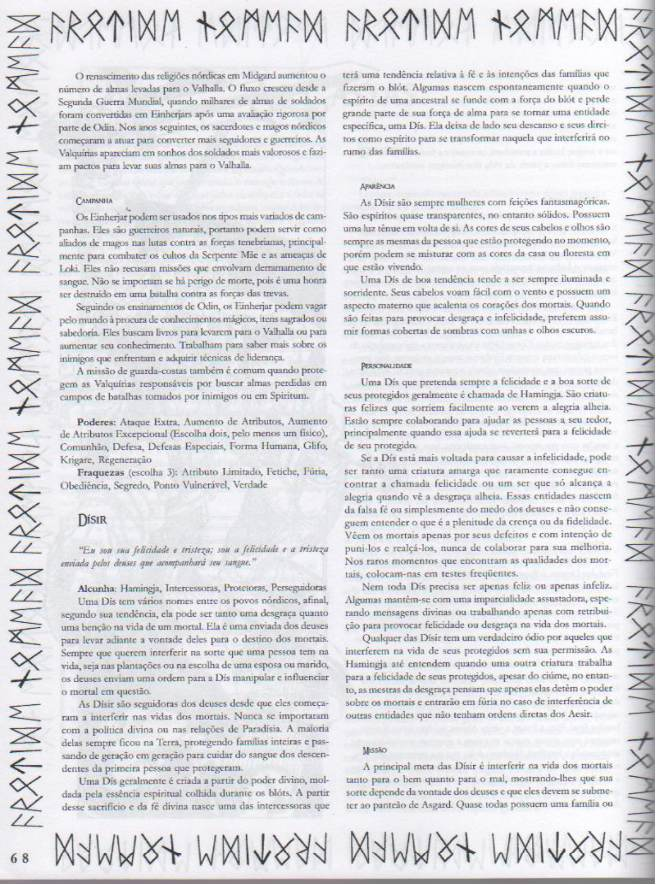 O renascimento das religiões nórdicas em Midgard aumentou o
número de almas levadas para o Valhalla. O fluxo cresceu desde a
Segunda Guerra Mundial, quando milhares de almas de soldados
foram convertidas em Einherjars após uma avaliação rigorosa por
parte de Odin. Nos anos seguintes, os sacerdotes e magos nórdicos
começaram a atuar para converter mais seguidores e guerreiros. As
Valquírias apareciam em sonhos dos soldados mais valorosos e fazi-
am pactos para levar suas almas para o Valhalla.
CAMPANHA
Os Einherjar podem ser usados nos tipos mais variados de cam-
panhas. Eles são guerreiros naturais, portanto podem servir como
aliados de magos nas lutas contra as forças tenebrianas, principal-
mente para combater os cultos da Serpente Mãe e as ameaças de
Loki. Eles não recusam missões que envolvam derramamento de
sangue. Não se importam se há perigo de morte, pois é uma honra
ser destruído em uma batalha contra as forças das trevas.
Seguindo os ensinamentos de Odin, os Einherjar podem vagar
pelo mundo à procura de conhecimentos mágicos, itens sagrados ou
sabedoria. Eles buscam livros para levarem para o Valhalla ou para
aumentar seu conhecimento. Trabalham para saber mais sobre os
inimigos que enfrentam e adquirir técnicas de liderança.
A missão de guarda-costas também é comum quando prote-
gem as Valquírias responsáveis por buscar almas perdidas em
campos de batalhas tomados por inimigos ou em Spiritum.
Poderes: Ataque Extra, Aumento de Atributos, Aumento
de Atributos Excepcional (Escolha dois, pelo menos um físico),
Comunhão, Defesa, Defesas Especiais, Forma Humana, Glifo,
Krigare, Regeneração
Fraquezas (escolha 3): Atributo Limitado, Fetiche, Fúria,
Obediência, Segredo, Ponto Vulnerável, Verdade
DÍSIR
"Eu sou sua felicidade e tristeza; sou a felicidade e a tristeza
enviada pelos deuses que acompanhará seu sangue."
Alcunha: Hamingja, Intercessoras, Protetoras, Perseguidoras
Uma Dís tem vários nomes entre os povos nórdicos, afinal,
segundo sua tendência, ela pode ser tanto uma desgraça quanto
uma benção na vida de um mortal. Ela é uma enviada dos deuses
para levar adiante a vontade deles para o destino dos mortais.
Sempre que querem interferir na sorte que uma pessoa tem na
vida, seja nas plantações ou na escolha de uma esposa ou marido,
os deuses enviam uma ordem para a Dís manipular e influenciar
o mortal em questão.
As Dísir são seguidoras dos deuses desde que eles começa-
ram a interferir nas vidas dos mortais. Nunca se importaram
com a política divina ou nas relações de Paradísia. A maioria
delas sempre ficou na Terra, protegendo famílias inteiras e pas-
sando de geração em geração para cuidar do sangue dos descen-
dentes da primeira pessoa que protegeram.
Uma Dís geralmente é criada a partir do poder divino, mol-
dada pela essência espiritual colhida durante os blóts. A partir
desse sacrifício e da fé divina nasce uma das intercessoras que
terá uma tendência relativa à fé e às intenções das famílias que
fizeram o blót. Algumas nascem espontaneamente quando o
espírito de uma ancestral se funde com a força do blót e perde
grande parte de sua força de alma para se tornar uma entidade
específica, uma Dís. Ela deixa de lado seu descanso e seus direi-
tos como espírito para se transformar naquela que interferirá no
rumo das famílias.
APARÊNCIA
As Dísir são sempre mulheres com feições fantasmagóricas.
São espíritos quase transparentes, no entanto sólidos. Possuem
uma luz tênue em volta de si. As cores de seus cabelos e olhos são
sempre as mesmas da pessoa que estão protegendo no momento,
porém podem se misturar com as cores da casa ou floresta em
que estão vivendo.
Uma Dís de boa tendência tende a ser sempre iluminada e
sorridente. Seus cabelos voam fácil com o vento e possuem um
aspecto materno que acalenta os corações dos mortais. Quando
são feitas para provocar desgraça e infelicidade, preferem assu-
mir formas cobertas de sombras com unhas e olhos escuros.
PERSONALIDADE
Uma Dís que pretenda sempre a felicidade e a boa sorte de
seus protegidos geralmente é chamada de Hamingja. São criatu-
ras felizes que sorriem facilmente ao verem a alegria alheia.
Estão sempre colaborando para ajudar as pessoas a seu redor,
principalmente quando essa ajuda se reverterá para a felicidade
de seu protegido.
Se a Dís está mais voltada para causar a infelicidade, pode
ser tanto uma criatura amarga que raramente consegue en-
contrar a chamada felicidade ou um ser que só alcança a
alegria quando vê a desgraça alheia. Essas entidades nascem
da falsa fé ou simplesmente do medo dos deuses e não conse-
guem entender o que é a plenitude da crença ou da fidelidade.
Vêem os mortais apenas por seus defeitos e com intenção de
puni-los e realçá-los, nunca de colaborar para sua melhoria.
Nos raros momentos que encontram as qualidades dos mor-
tais, colocam-nas em testes freqüentes.
Nem toda Dís precisa ser apenas feliz ou apenas infeliz.
Algumas mantém-se com uma imparcialidade assustadora, espe-
rando mensagens divinas ou trabalhando apenas com retribui-
ção para provocar felicidade ou desgraça na vida dos mortais.
Qualquer das Dísir tem um verdadeiro ódio por aqueles que
interferem na vida de seus protegidos sem sua permissão. As
Hamingja até entendem quando uma outra criatura trabalha
para a felicidade de seus protegidos, apesar do ciúme, no entan-
to, as mestras da desgraça pensam que apenas elas detêm o poder
sobre os mortais e entrarão em fúria no caso de interferência de
outras entidades que não tenham ordens diretas dos Aesir.
MISSÃO
A principal meta das Dísir é interferir na vida dos mortais
tanto para o bem quanto para o mal, mostrando-lhes que sua
sorte depende da vontade dos deuses e que eles devem se subme-
ter ao panteão de Asgard. Quase todas possuem uma família ou
68